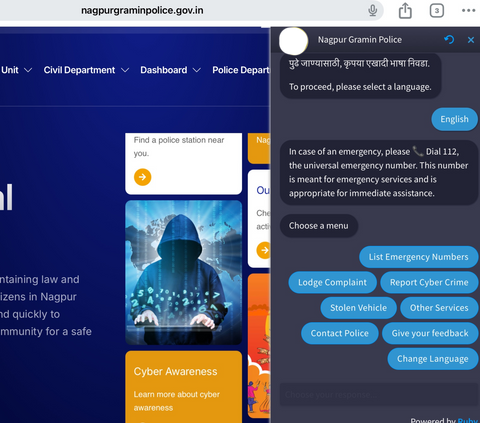 nagpurgraminpolice.gov.in
3
Unit
Civil Department
Dashboard
Police Depart
Find a police station near
you.
Nag
Ou
Che
acti
al
ntaining law and
izens in Nagpur
nd quickly to
mmunity for a safe
Cyber Awareness
Learn more about cyber
awareness
Nagpur Gramin Police
पुढे जाण्यासाठी, कृपया एखादी भाषा निवडा.
To proceed, please select a language.
English
In case of an emergency, please 📞 Dial 112,
the universal emergency number. This number
is meant for emergency services and is
appropriate for immediate assistance.
Choose a menu
List Emergency Numbers
Lodge Complaint
Report Cyber Crime
Stolen Vehicle
Other Services
Contact Police
Give your feedback
Change Language
Powered by Ruby